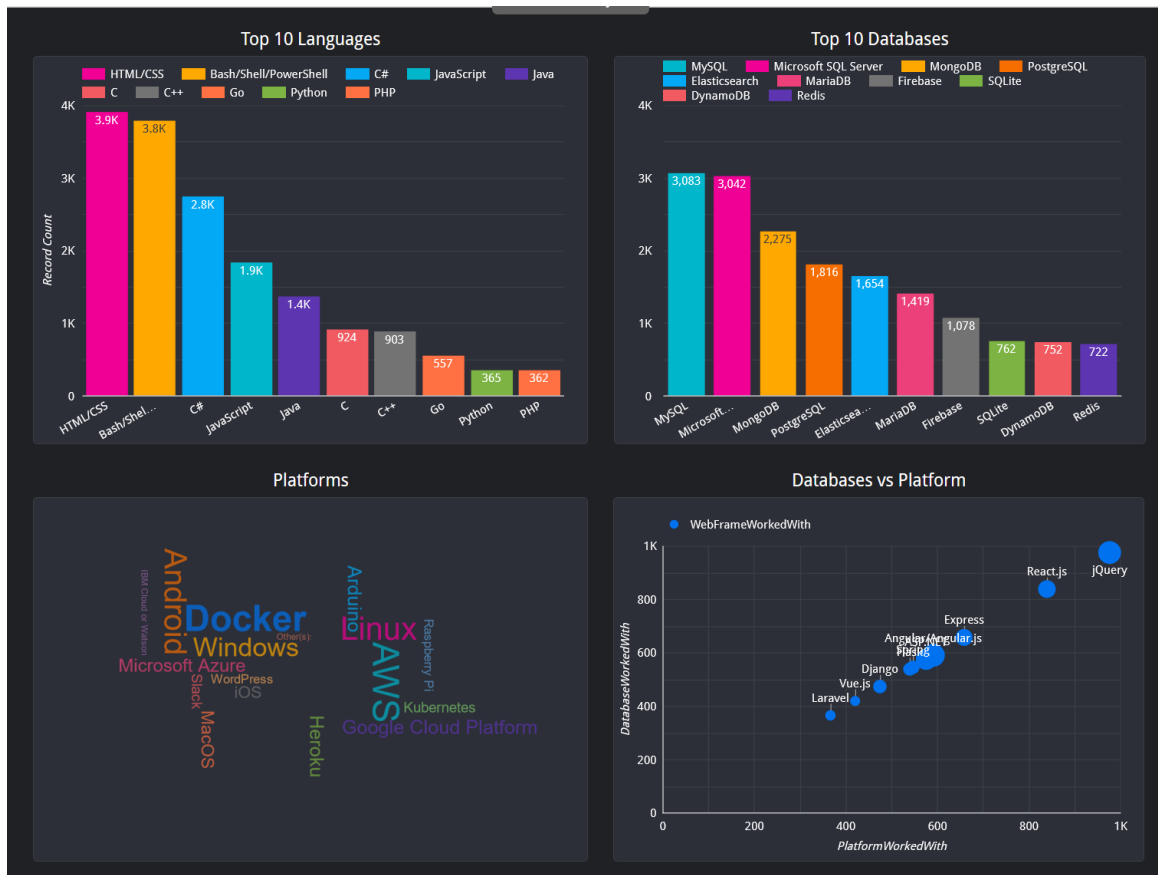 Top 10 Languages
HTML/CSS Bash/Shell/PowerShell C# JavaScript Java
C C++ Go Python PHP
4K
3K
2K
1K
0
Record Count
3.9K
3.8K
2.8K
1.9K
1.4K
924
903
557
365
362
HTML/CSS
Bash/Shel...
C#
JavaScript
Java
C
C++
Go
Python
PHP
Top 10 Databases
MySQL Microsoft SQL Server MongoDB PostgreSQL
Elasticsearch MariaDB Firebase SQLite
DynamoDB Redis
4K
3K
2K
1K
0
3,083
3,042
2,275
1,816
1,654
1,419
1,078
762
752
722
MySQL
Microsoft...
MongoDB
PostgreSQL
Elasticsea...
MariaDB
Firebase
SQLite
DynamoDB
Redis
Platforms
IBM Cloud or Watson
Android
Docker
Other(s):
Windows
Microsoft Azure
WordPress
Slack
iOS
MacOS
Heroku
Arduino
Linux
Raspberry Pi
AWS
Kubernetes
Google Cloud Platform
Databases vs Platform
WebFrameWorkedWith
1K
800
600
400
200
0
DatabaseWorkedWith
jQuery
React.js
Express
Angular/Angular.js
ASP.NET
Spring
Flask
Django
Vue.js
Laravel
0
200
400
600
800
1K
PlatformWorkedWith